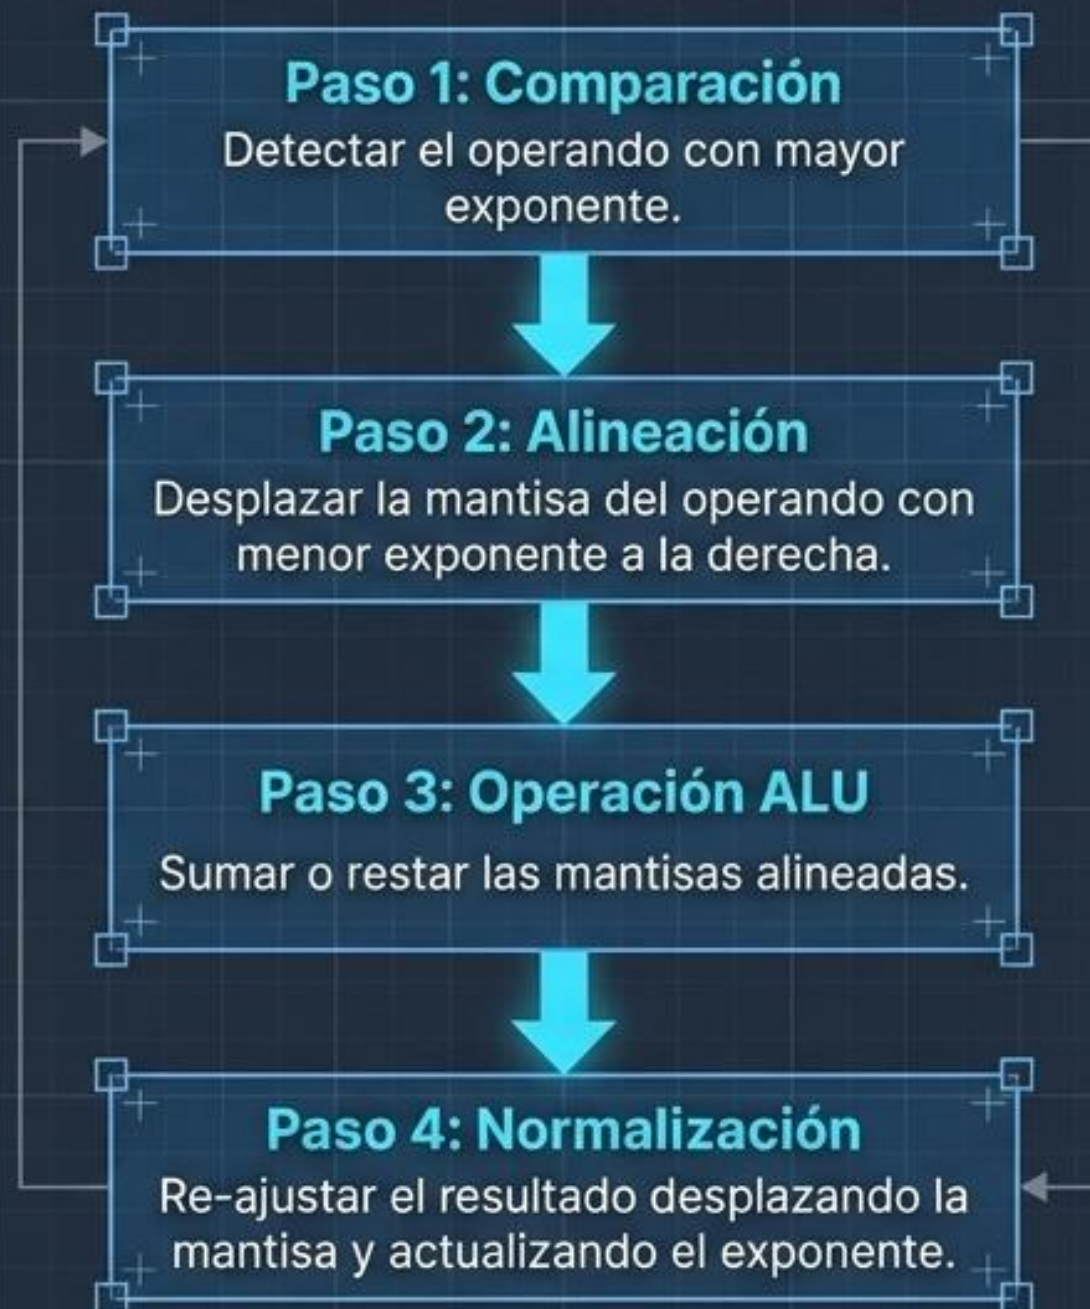 Paso 1: Comparación
Detectar el operando con mayor
exponente.
Paso 2: Alineación
Desplazar la mantisa del operando con
menor exponente a la derecha.
Paso 3: Operación ALU
Sumar o restar las mantisas alineadas.
Paso 4: Normalización
Re-ajustar el resultado desplazando la
mantisa y actualizando el exponente.